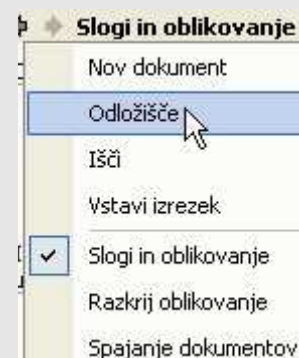 Slogi in oblikovanje
Nov dokument
Odložišče
Išči
Vstavi izrezek
Slogi in oblikovanje
Razkrij oblikovanje
Spajanje dokumentov